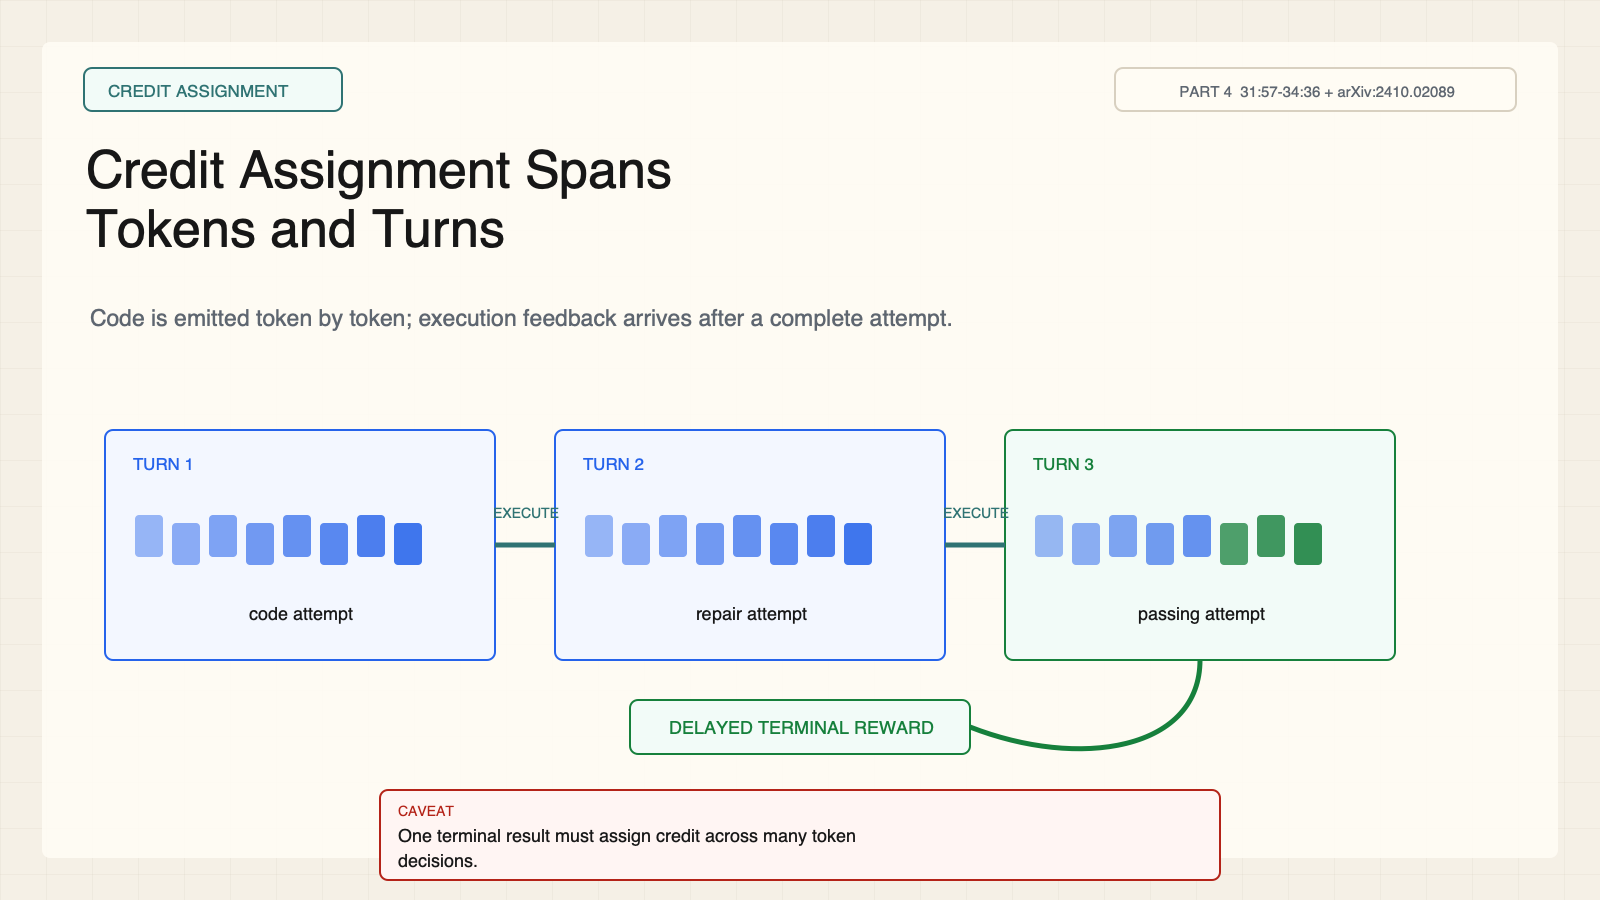 CREDIT ASSIGNMENT
PART 4 31:57-34:36 + arXiv:2410.02089
Credit Assignment Spans
Tokens and Turns
Code is emitted token by token; execution feedback arrives after a complete attempt.
TURN 1
code attempt
EXECUTE
TURN 2
repair attempt
EXECUTE
TURN 3
passing attempt
DELAYED TERMINAL REWARD
CAVEAT
One terminal result must assign credit across many token
decisions.